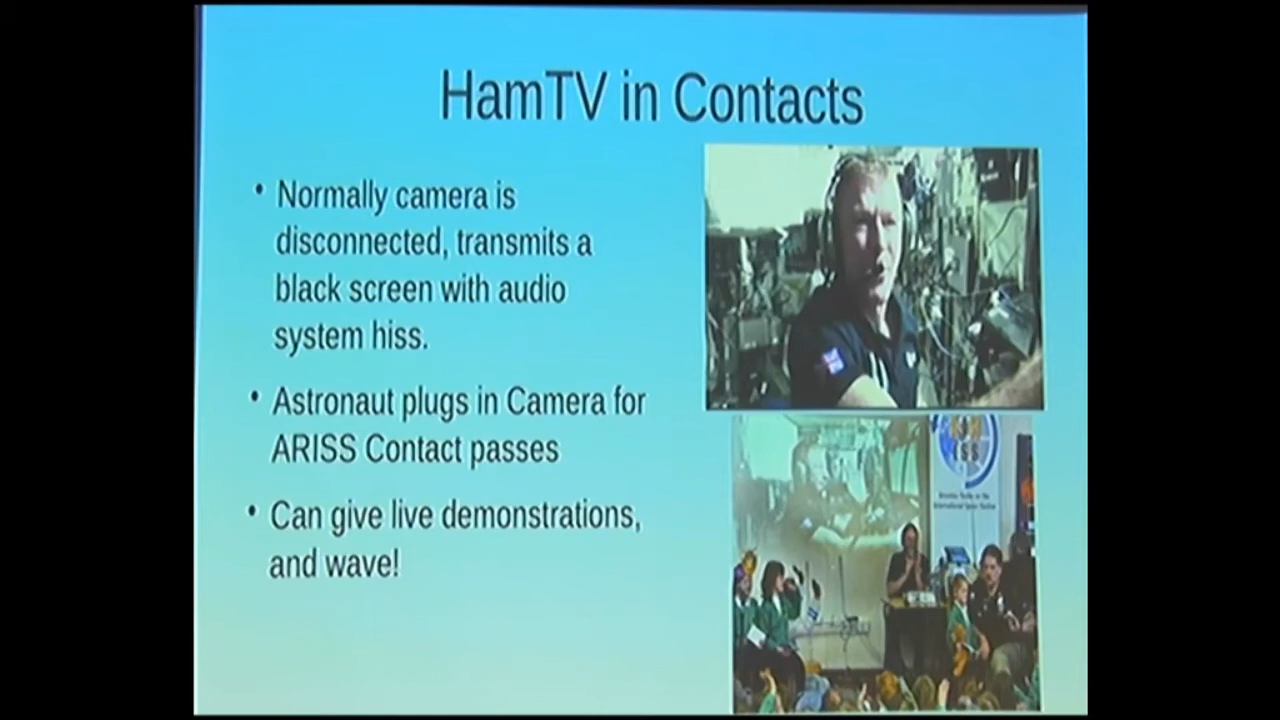 HamTV in Contacts
• Normally camera is
disconnected, transmits a
black screen with audio
system hiss.
• Astronaut plugs in Camera for
ARISS Contact passes
• Can give live demonstrations,
and wave!
ISS